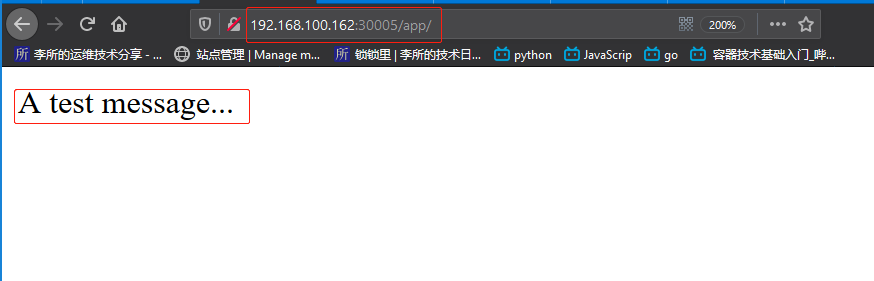 192.168.100.162:30005/app/
200%
李所的运维技术分享 - ...
站点管理 | Manage m...
锁锁里 | 李所的技术日...
python
JavaScrip
go
容器技术基础入门_哔...
所
所
A test message...